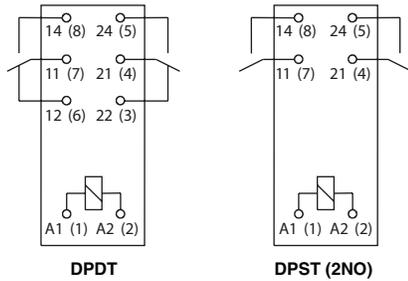 14 (8) 24 (5)
11 (7) 21 (4)
12 (6) 22 (3)
A1 (1) A2 (2)
DPDT
14 (8) 24 (5)
11 (7) 21 (4)
A1 (1) A2 (2)
DPST (2NO)